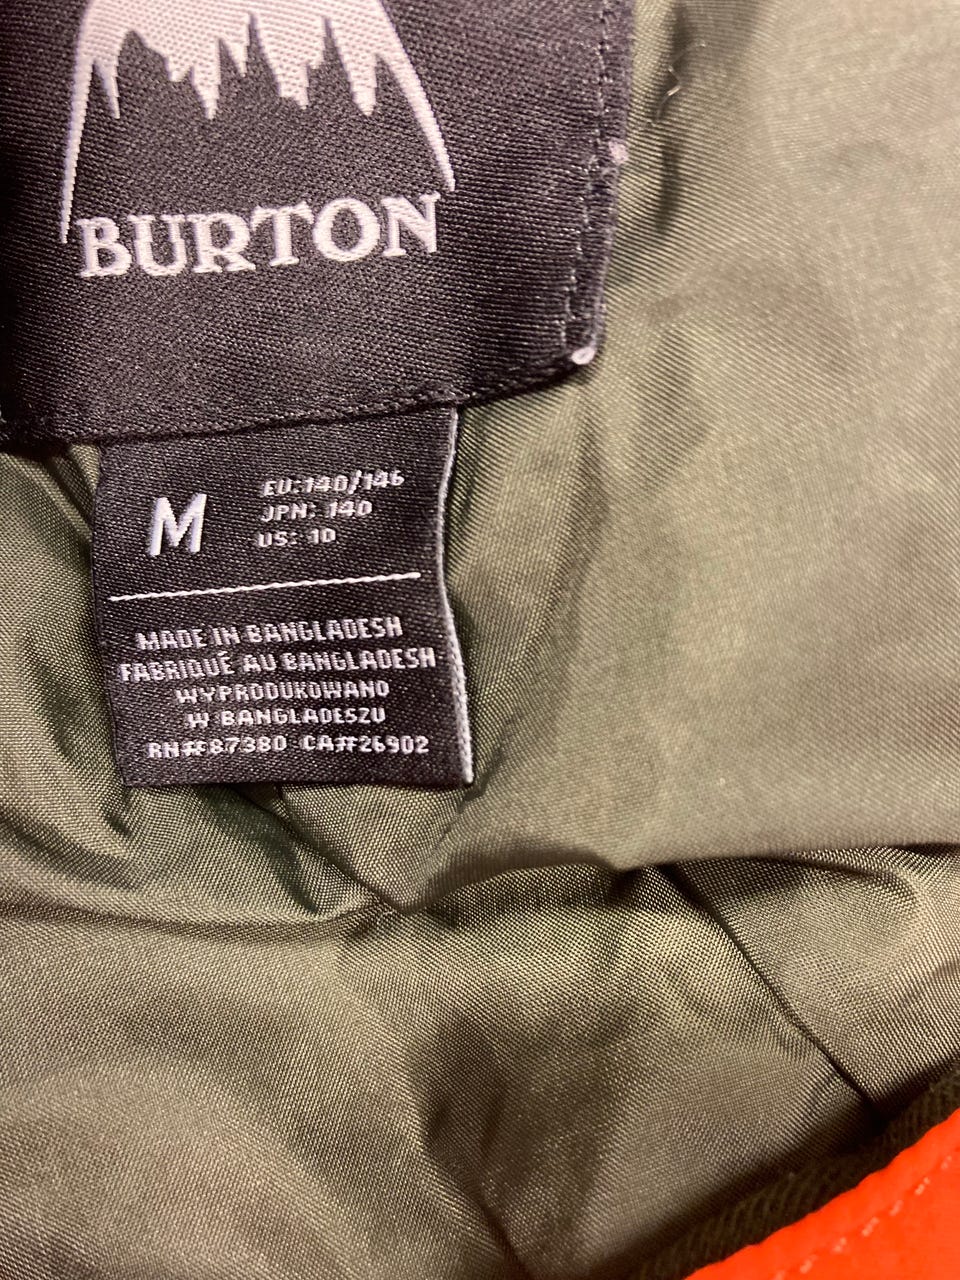 BURTON
M
EU: 140/146
JPN: 140
US: 10
MADE IN BANGLADESH
FABRIQUÉ AU BANGLADESH
WYPRODUKOWANO
W BANGLADESZU
RN#87380 CA#26902